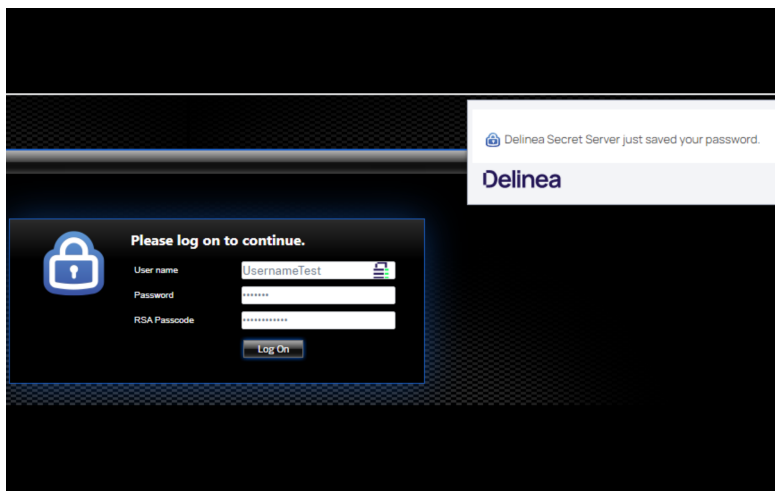 Delinea Secret Server just saved your password.
Delinea
Please log on to continue.
User name
UsernameTest
Password
•••••••
RSA Passcode
••••••••••••
Log On